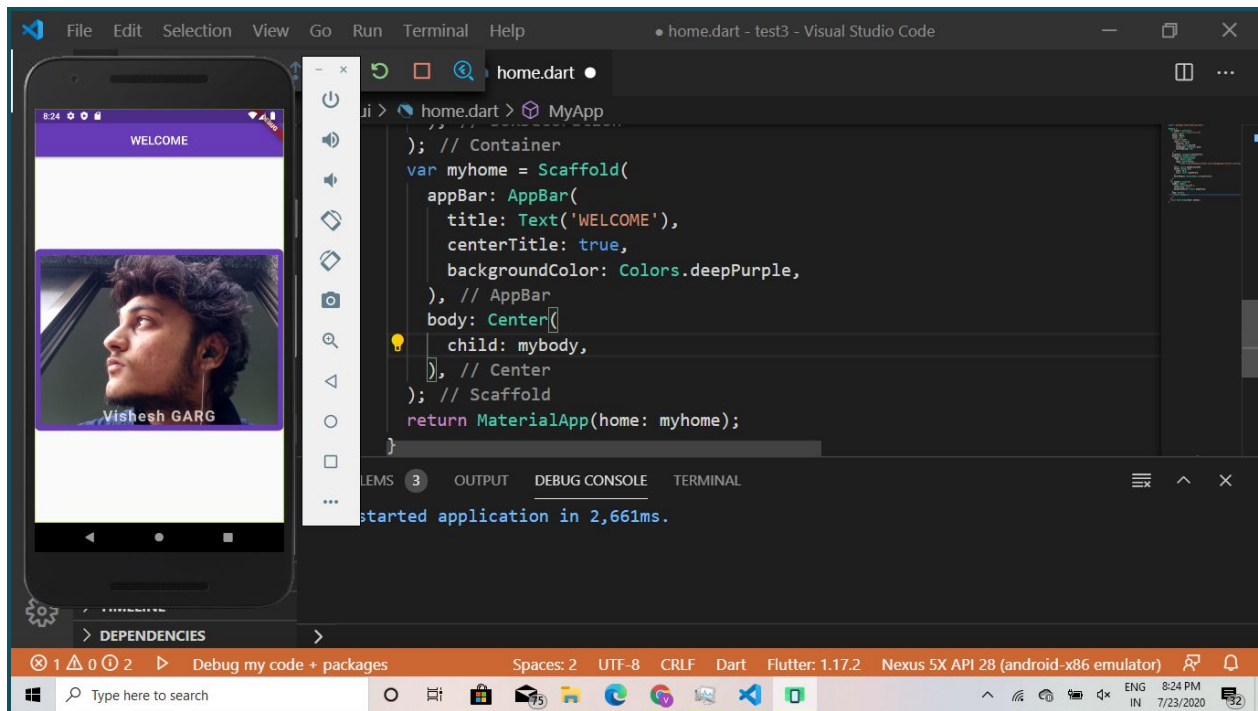 File Edit Selection View Go Run Terminal Help
● home.dart - test3 - Visual Studio Code
home.dart ●
ui > home.dart > MyApp
8:24
WELCOME
Vishesh GARG
); // Container
var myhome = Scaffold(
appBar: AppBar(
title: Text('WELCOME'),
centerTitle: true,
backgroundColor: Colors.deepPurple,
), // AppBar
body: Center(
child: mybody,
), // Center
); // Scaffold
return MaterialApp(home: myhome);
}
LEMS 3 OUTPUT DEBUG CONSOLE TERMINAL
started application in 2,661ms.
> DEPENDENCIES
>
1 0 2 Debug my code + packages
Spaces: 2 UTF-8 CRLF Dart Flutter: 1.17.2 Nexus 5X API 28 (android-x86 emulator)
Type here to search
75
ENG
IN
8:24 PM
7/23/2020
32